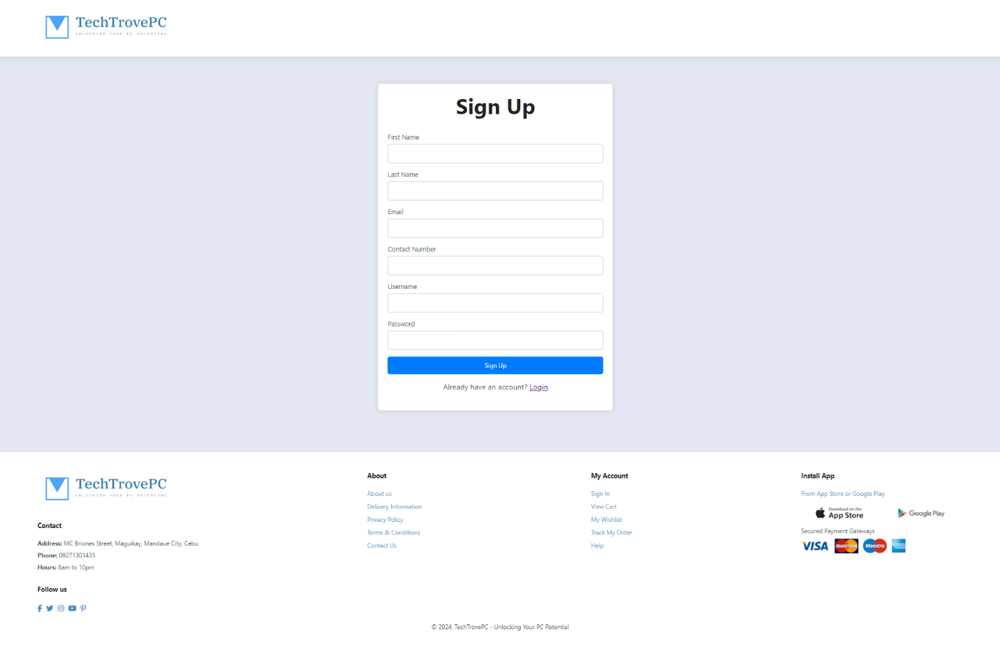 TechTrovePC
UNLOCKING YOUR PC POTENTIAL
Sign Up
First Name
Last Name
Email
Contact Number
Username
Password
Sign Up
Already have an account? Login
TechTrovePC
UNLOCKING YOUR PC POTENTIAL
Contact
Address: MC Briones Street, Maguikay, Mandaue City, Cebu
Phone: 09271301435
Hours: 8am to 10pm
Follow us
About
About us
Delivery Information
Privacy Policy
Terms & Conditions
Contact Us
My Account
Sign In
View Cart
My Wishlist
Track My Order
Help
Install App
From App Store or Google Play
Download on the
App Store
Google Play
Secured Payment Gateways
VISA
MasterCard
Maestro
© 2024, TechTrovePC - Unlocking Your PC Potential